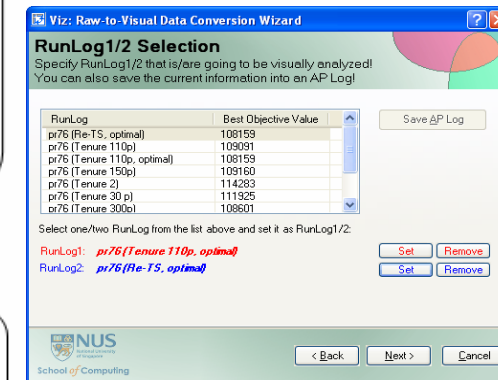 Viz: Raw-to-Visual Data Conversion Wizard
RunLog1/2 Selection
Specify RunLog1/2 that is/are going to be visually analyzed!
You can also save the current information into an AP Log!
RunLog Best Objective Value
Save AP Log
pr76 (Re-TS, optimal) 108159
pr76 (Tenure 110p) 109091
pr76 (Tenure 110p, optimal) 108159
pr76 (Tenure 150p) 109160
pr76 (Tenure 2) 114283
pr76 (Tenure 30 p) 111925
pr76 (Tenure 300p) 108601
Select one/two RunLog from the list above and set it as RunLog1/2:
RunLog1: pr76 (Tenure 110p, optimal) Set Remove
RunLog2: pr76 (Re-TS, optimal) Set Remove
NUS
National University
of Singapore
School of Computing
< Back Next > Cancel